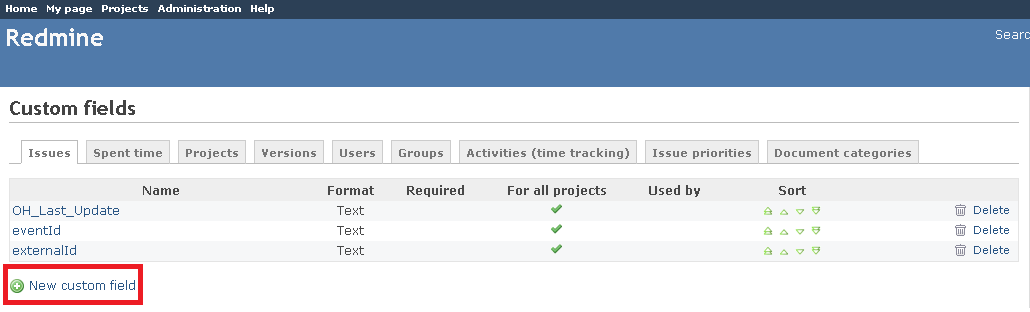 Home My page Projects Administration Help
Redmine
Searc
Custom fields
Issues Spent time Projects Versions Users Groups Activities (time tracking) Issue priorities Document categories
Name Format Required For all projects Used by Sort
OH_Last_Update Text Delete
eventId Text Delete
externalId Text Delete
New custom field